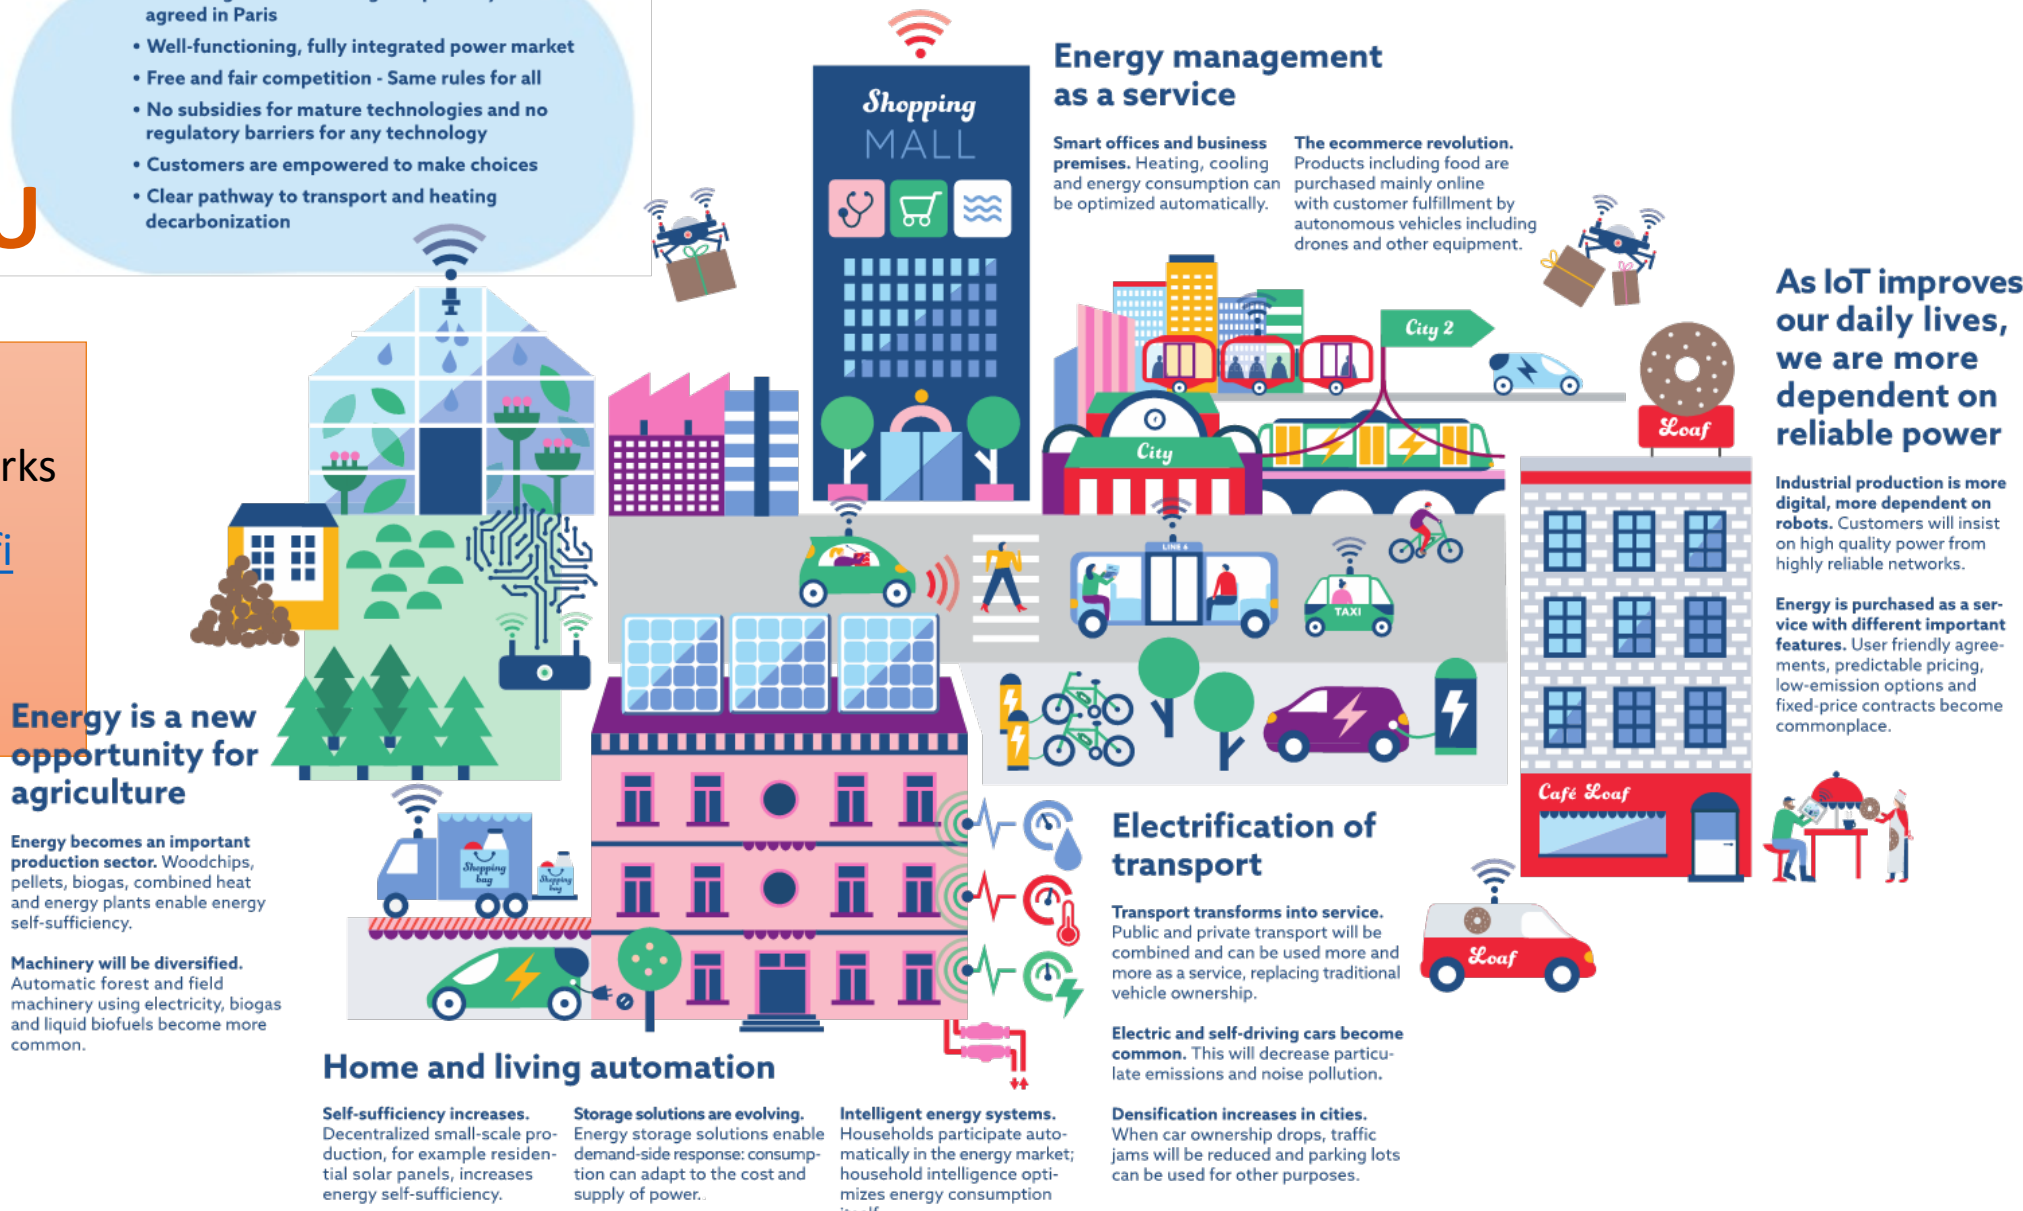 agreed in Paris
• Well-functioning, fully integrated power market
• Free and fair competition - Same rules for all
• No subsidies for mature technologies and no
regulatory barriers for any technology
• Customers are empowered to make choices
• Clear pathway to transport and heating
decarbonization
U
rks
fi
Shopping
MALL
Energy management
as a service
Smart offices and business
premises. Heating, cooling
and energy consumption can
be optimized automatically.
The ecommerce revolution.
Products including food are
purchased mainly online
with customer fulfillment by
autonomous vehicles including
drones and other equipment.
City 2
City
LINE 6
TAXI
Loaf
As IoT improves
our daily lives,
we are more
dependent on
reliable power
Industrial production is more
digital, more dependent on
robots. Customers will insist
on high quality power from
highly reliable networks.
Energy is purchased as a ser-
vice with different important
features. User friendly agree-
ments, predictable pricing,
low-emission options and
fixed-price contracts become
commonplace.
Café Loaf
Loaf
Energy is a new
opportunity for
agriculture
Energy becomes an important
production sector. Woodchips,
pellets, biogas, combined heat
and energy plants enable energy
self-sufficiency.
Machinery will be diversified.
Automatic forest and field
machinery using electricity, biogas
and liquid biofuels become more
common.
Shopping
bag
Shopping
bag
Electrification of
transport
Transport transforms into service.
Public and private transport will be
combined and can be used more and
more as a service, replacing traditional
vehicle ownership.
Electric and self-driving cars become
common. This will decrease particu-
late emissions and noise pollution.
Densification increases in cities.
When car ownership drops, traffic
jams will be reduced and parking lots
can be used for other purposes.
Home and living automation
Self-sufficiency increases.
Decentralized small-scale pro-
duction, for example residen-
tial solar panels, increases
energy self-sufficiency.
Storage solutions are evolving.
Energy storage solutions enable
demand-side response: consump-
tion can adapt to the cost and
supply of power..
Intelligent energy systems.
Households participate auto-
matically in the energy market;
household intelligence opti-
mizes energy consumption